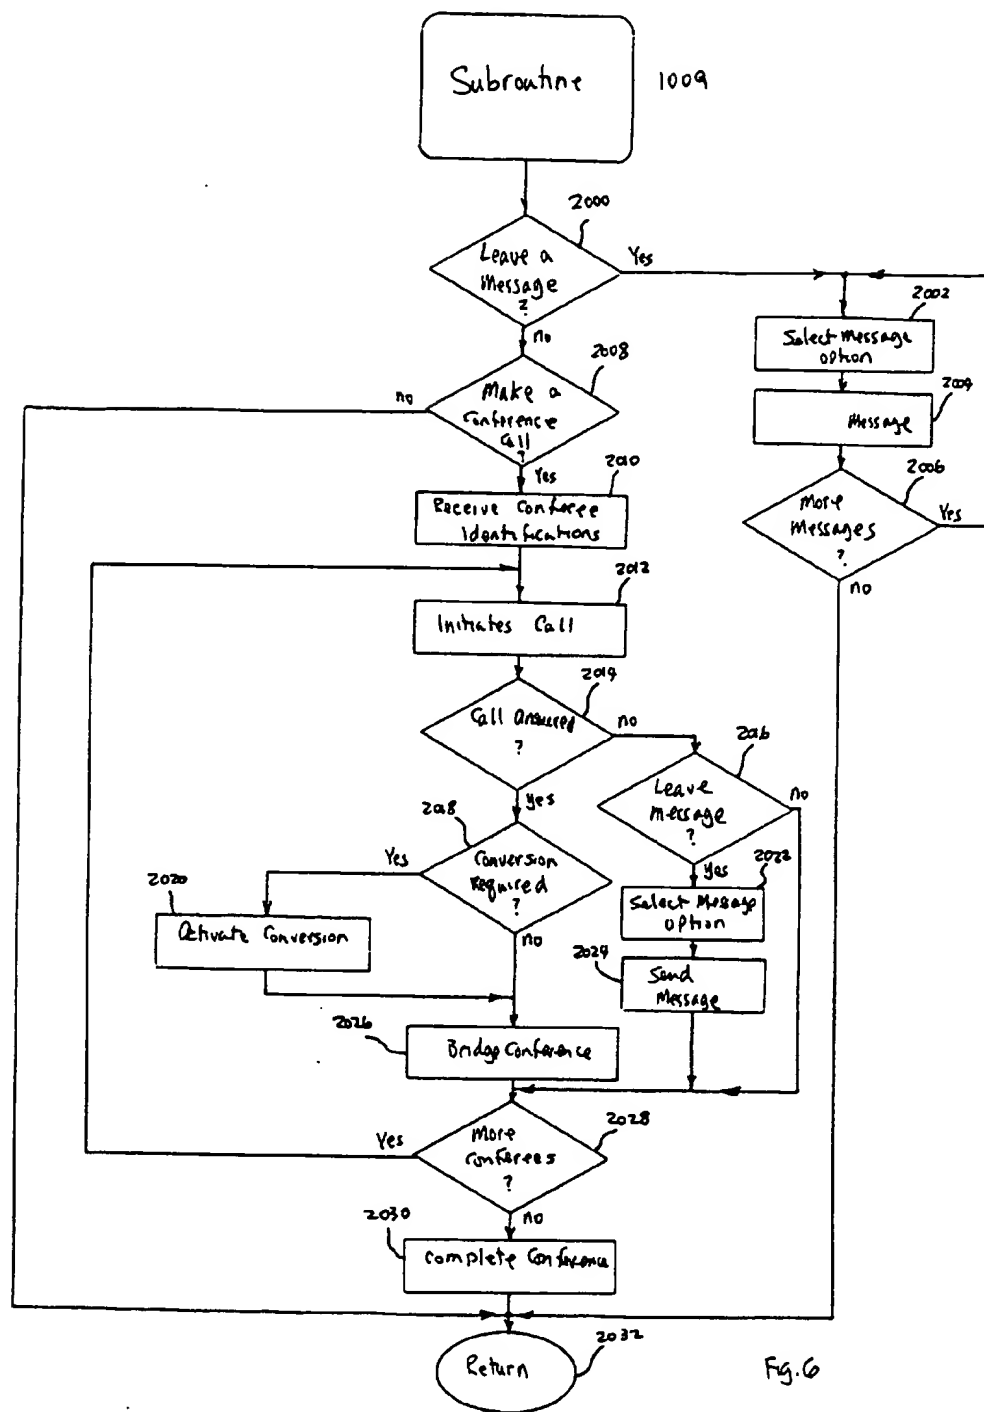 Subroutine
1009
2000
Leave a
Message
?
Yes
no
2002
Select Message
option
2008
Make a
Conference
Call
?
no
Yes
2004
Message
2006
More
Messages
?
Yes
no
2010
Receive Conferee
Identifications
2012
Initiates Call
2014
Call Answered
?
no
yes
2016
Leave
Message
?
no
yes
2018
Conversion
Required
?
Yes
no
2020
Activate Conversion
2022
Select Message
option
2024
Send
Message
2026
Bridge Conference
2028
More
Conferees
?
Yes
no
2030
Complete Conference
2032
Return
Fig. 6